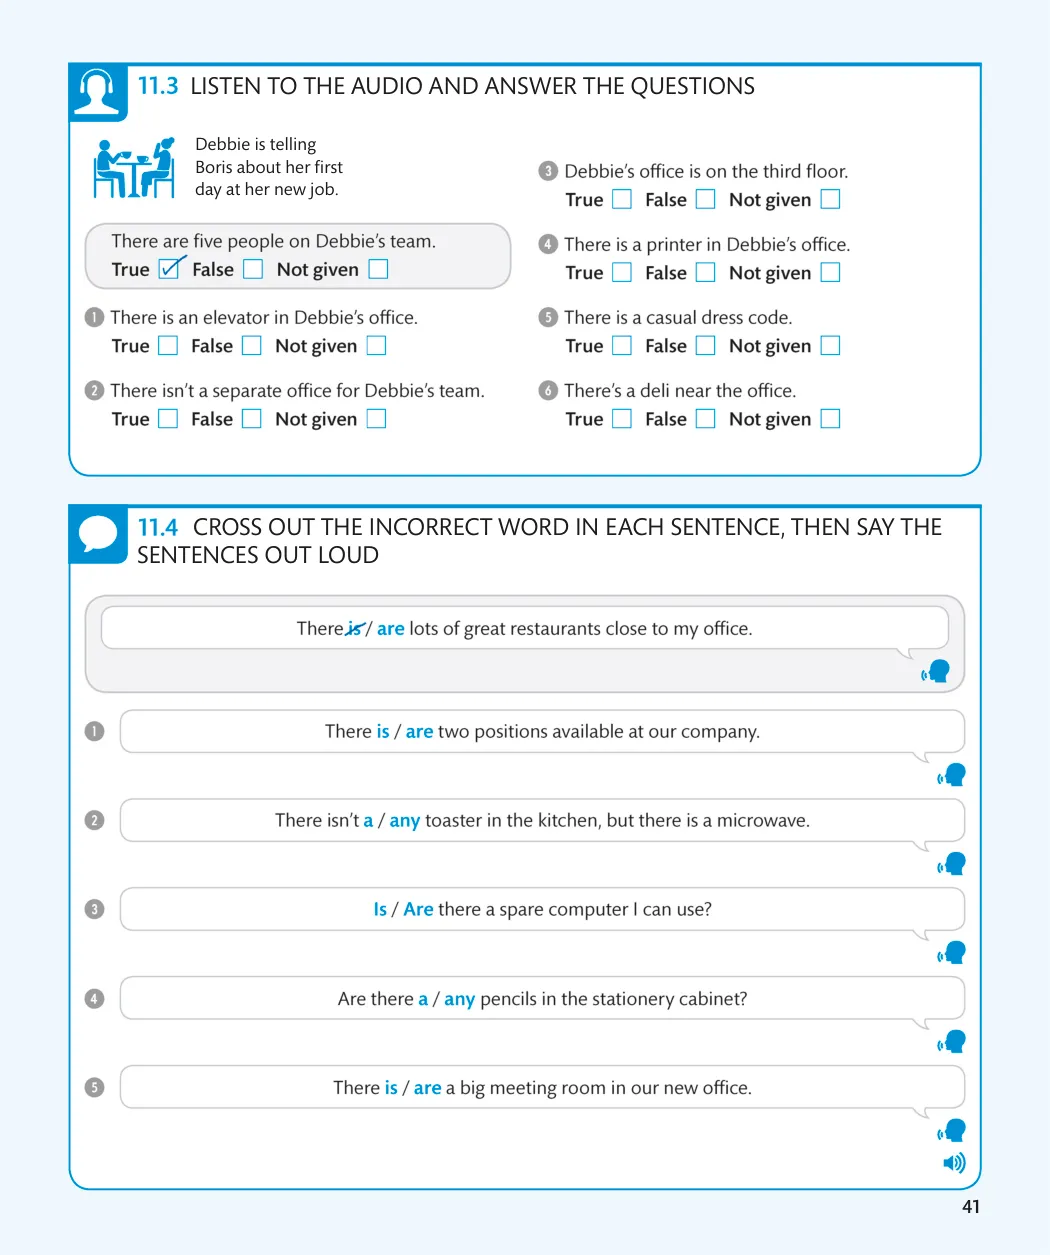 11.3 LISTEN TO THE AUDIO AND ANSWER THE QUESTIONS
Debbie is telling
Boris about her first
day at her new job.
There are five people on Debbie's team.
True False Not given
1 There is an elevator in Debbie's office.
True False Not given
2 There isn't a separate office for Debbie's team.
True False Not given
3 Debbie's office is on the third floor.
True False Not given
4 There is a printer in Debbie's office.
True False Not given
5 There is a casual dress code.
True False Not given
6 There's a deli near the office.
True False Not given
11.4 CROSS OUT THE INCORRECT WORD IN EACH SENTENCE, THEN SAY THE
SENTENCES OUT LOUD
There is / are lots of great restaurants close to my office.
1 There is / are two positions available at our company.
2 There isn't a / any toaster in the kitchen, but there is a microwave.
3 Is / Are there a spare computer I can use?
4 Are there a / any pencils in the stationery cabinet?
5 There is / are a big meeting room in our new office.
41